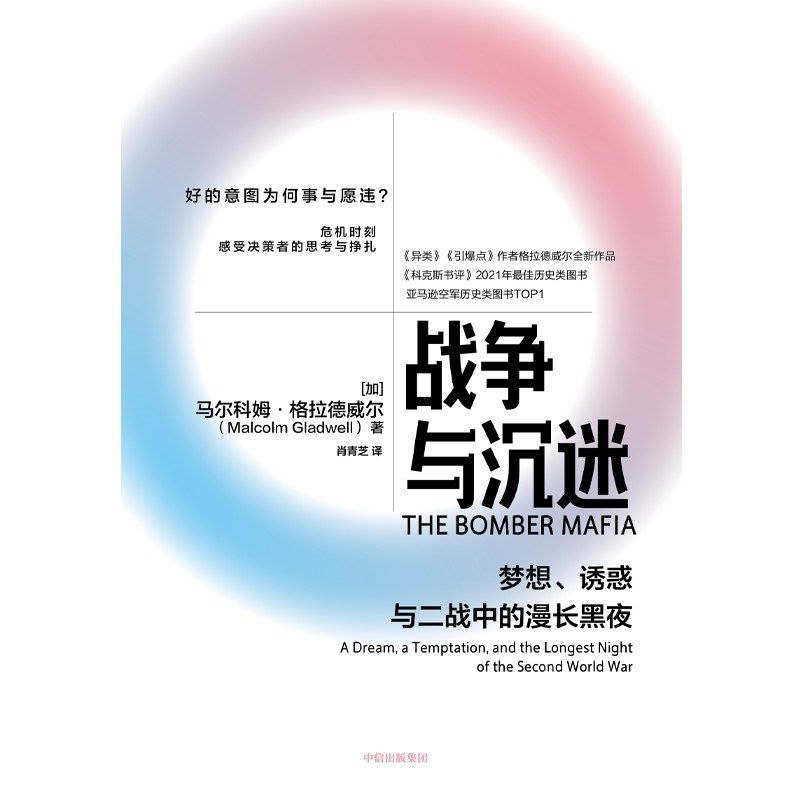 好的意图为何事与愿违？
危机时刻
感受决策者的思考与挣扎
《异类》《引爆点》作者格拉德威尔全新作品
《科克斯书评》2021年最佳历史类图书
亚马逊空军历史类图书TOP1
[加]
马尔科姆·格拉德威尔
（Malcolm Gladwell）著
肖青芝 译
战争
与沉迷
THE BOMBER MAFIA
梦想、诱惑
与二战中的漫长黑夜
A Dream, a Temptation, and the Longest Night
of the Second World War
中信出版集团